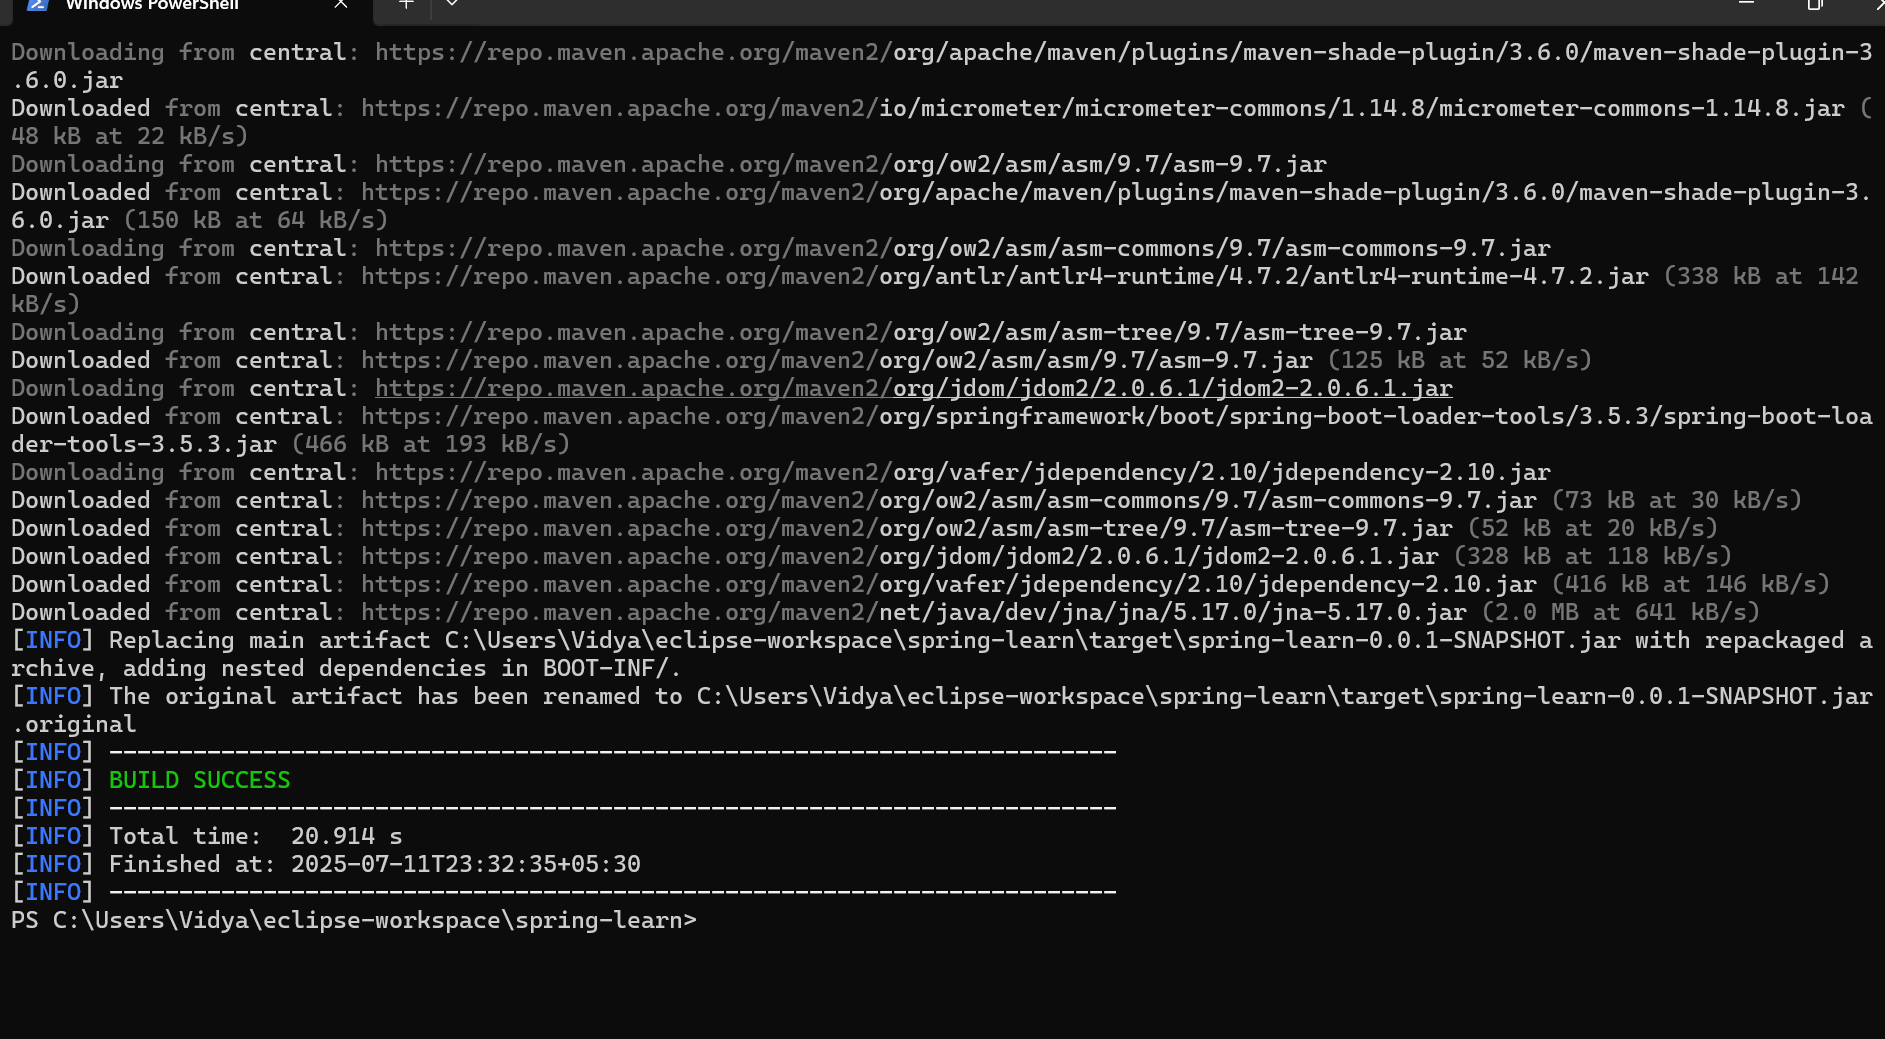 Windows PowerShell
Downloading from central: https://repo.maven.apache.org/maven2/org/apache/maven/plugins/maven-shade-plugin/3.6.0/maven-shade-plugin-3
.6.0.jar
Downloaded from central: https://repo.maven.apache.org/maven2/io/micrometer/micrometer-commons/1.14.8/micrometer-commons-1.14.8.jar (
48 kB at 22 kB/s)
Downloading from central: https://repo.maven.apache.org/maven2/org/ow2/asm/asm/9.7/asm-9.7.jar
Downloaded from central: https://repo.maven.apache.org/maven2/org/apache/maven/plugins/maven-shade-plugin/3.6.0/maven-shade-plugin-3.
6.0.jar (150 kB at 64 kB/s)
Downloading from central: https://repo.maven.apache.org/maven2/org/ow2/asm/asm-commons/9.7/asm-commons-9.7.jar
Downloaded from central: https://repo.maven.apache.org/maven2/org/antlr/antlr4-runtime/4.7.2/antlr4-runtime-4.7.2.jar (338 kB at 142
kB/s)
Downloading from central: https://repo.maven.apache.org/maven2/org/ow2/asm/asm-tree/9.7/asm-tree-9.7.jar
Downloaded from central: https://repo.maven.apache.org/maven2/org/ow2/asm/asm/9.7/asm-9.7.jar (125 kB at 52 kB/s)
Downloading from central: https://repo.maven.apache.org/maven2/org/jdom/jdom2/2.0.6.1/jdom2-2.0.6.1.jar
Downloaded from central: https://repo.maven.apache.org/maven2/org/springframework/boot/spring-boot-loader-tools/3.5.3/spring-boot-loa
der-tools-3.5.3.jar (466 kB at 193 kB/s)
Downloading from central: https://repo.maven.apache.org/maven2/org/vafer/jdependency/2.10/jdependency-2.10.jar
Downloaded from central: https://repo.maven.apache.org/maven2/org/ow2/asm/asm-commons/9.7/asm-commons-9.7.jar (73 kB at 30 kB/s)
Downloaded from central: https://repo.maven.apache.org/maven2/org/ow2/asm/asm-tree/9.7/asm-tree-9.7.jar (52 kB at 20 kB/s)
Downloaded from central: https://repo.maven.apache.org/maven2/org/jdom/jdom2/2.0.6.1/jdom2-2.0.6.1.jar (328 kB at 118 kB/s)
Downloaded from central: https://repo.maven.apache.org/maven2/org/vafer/jdependency/2.10/jdependency-2.10.jar (416 kB at 146 kB/s)
Downloaded from central: https://repo.maven.apache.org/maven2/net/java/dev/jna/jna/5.17.0/jna-5.17.0.jar (2.0 MB at 641 kB/s)
[INFO] Replacing main artifact C:\Users\Vidya\eclipse-workspace\spring-learn\target\spring-learn-0.0.1-SNAPSHOT.jar with repackaged a
rchive, adding nested dependencies in BOOT-INF/.
[INFO] The original artifact has been renamed to C:\Users\Vidya\eclipse-workspace\spring-learn\target\spring-learn-0.0.1-SNAPSHOT.jar
.original
[INFO] ------------------------------------------------------------------------
[INFO] BUILD SUCCESS
[INFO] ------------------------------------------------------------------------
[INFO] Total time:  20.914 s
[INFO] Finished at: 2025-07-11T23:32:35+05:30
[INFO] ------------------------------------------------------------------------
PS C:\Users\Vidya\eclipse-workspace\spring-learn>